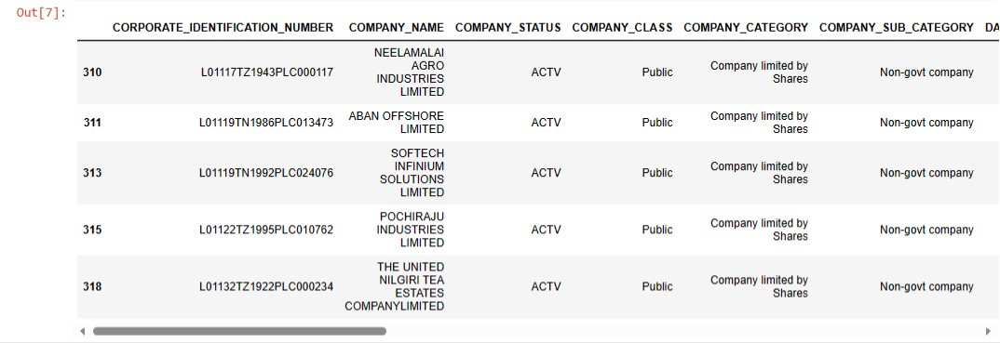 Out[7]:
CORPORATE_IDENTIFICATION_NUMBER COMPANY_NAME COMPANY_STATUS COMPANY_CLASS COMPANY_CATEGORY COMPANY_SUB_CATEGORY DA
310 L01117TZ1943PLC000117 NEELAMALAI AGRO INDUSTRIES LIMITED ACTV Public Company limited by Shares Non-govt company
311 L01119TN1986PLC013473 ABAN OFFSHORE LIMITED ACTV Public Company limited by Shares Non-govt company
313 L01119TN1992PLC024076 SOFTECH INFINIUM SOLUTIONS LIMITED ACTV Public Company limited by Shares Non-govt company
315 L01122TZ1995PLC010762 POCHIRAJU INDUSTRIES LIMITED ACTV Public Company limited by Shares Non-govt company
318 L01132TZ1922PLC000234 THE UNITED NILGIRI TEA ESTATES COMPANYLIMITED ACTV Public Company limited by Shares Non-govt company